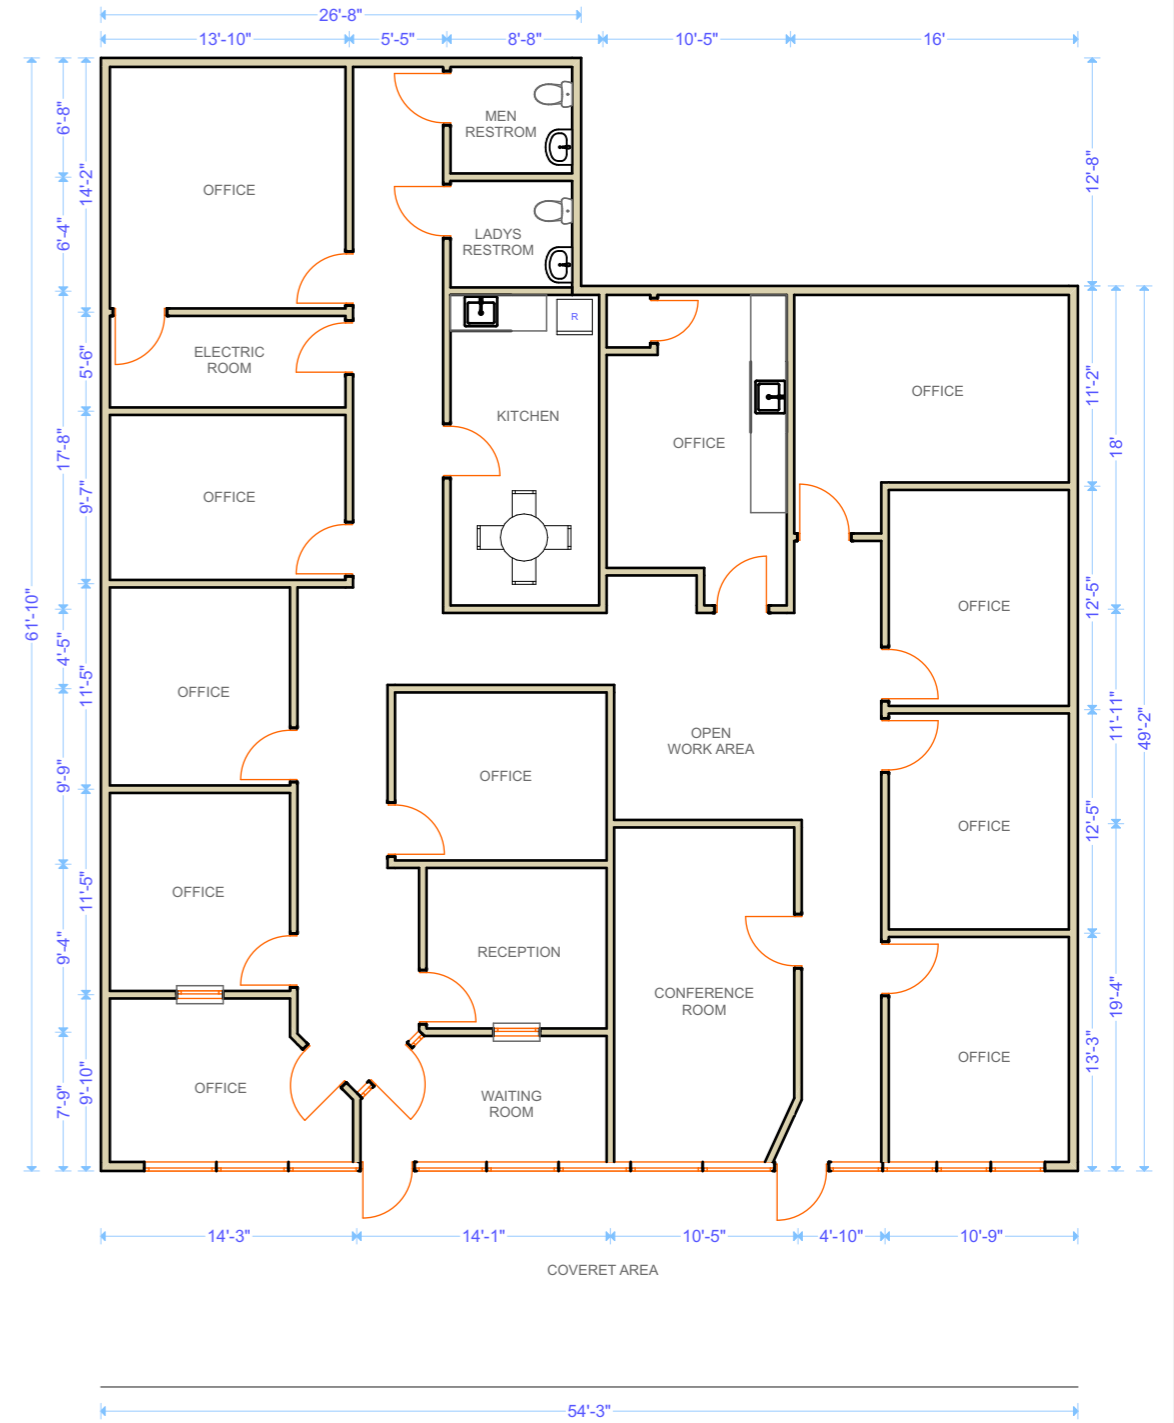 26'-8"
13'-10"
5'-5"
8'-8"
10'-5"
16'
6'-8"
14'-2"
12'-8"
MEN
RESTROM
OFFICE
6'-4"
LADYS
RESTROM
R
ELECTRIC
ROOM
5'-6"
KITCHEN
OFFICE
OFFICE
11'-2"
18'
17'-8"
9'-7"
OFFICE
61'-10"
4'-5"
11'-5"
OFFICE
OFFICE
12'-5"
11'-11"
49'-2"
OPEN
WORK AREA
9'-9"
OFFICE
OFFICE
12'-5"
11'-5"
OFFICE
9'-4"
RECEPTION
CONFERENCE
ROOM
19'-4"
13'-3"
OFFICE
7'-9"
9'-10"
OFFICE
WAITING
ROOM
14'-3"
14'-1"
10'-5"
4'-10"
10'-9"
COVERET AREA
54'-3"